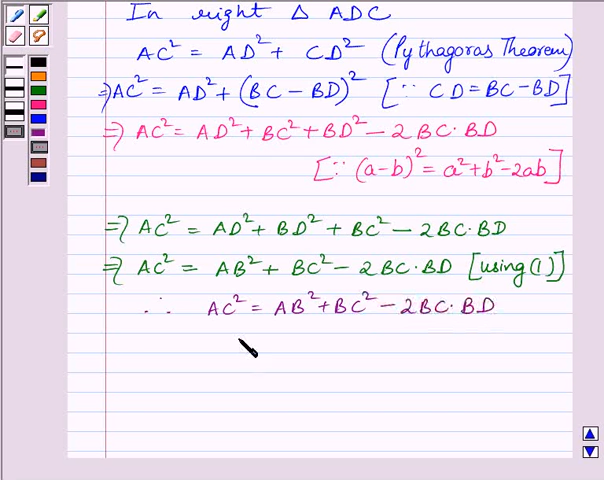 In right Δ ADC
AC² = AD² + CD² (Pythagoras Theorem)
⇒ AC² = AD² + (BC − BD)² [∵ CD = BC − BD]
⇒ AC² = AD² + BC² + BD² − 2BC·BD
[∵ (a−b)² = a² + b² − 2ab]
⇒ AC² = AD² + BD² + BC² − 2BC·BD
⇒ AC² = AB² + BC² − 2BC·BD [using (1)]
∴ AC² = AB² + BC² − 2BC·BD